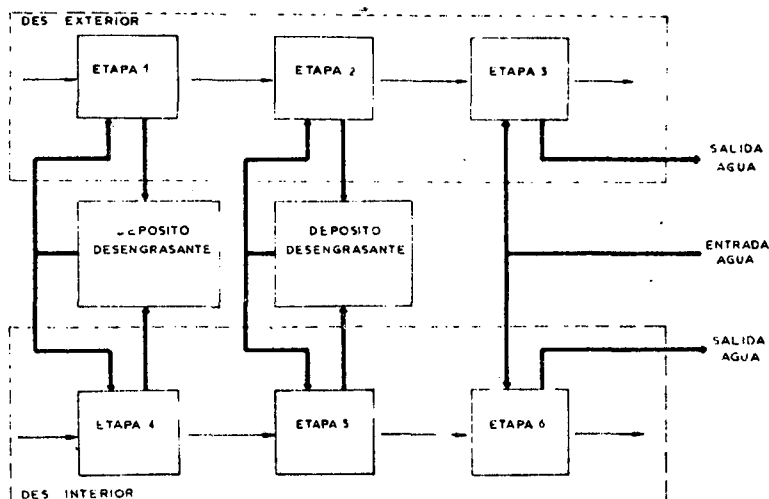 DES EXTERIOR
ETAPA 1
ETAPA 2
ETAPA 3
SALIDA
AGUA
DEPOSITO
DESENGRASANTE
DEPOSITO
DESENGRASANTE
ENTRADA
AGUA
SALIDA
AGUA
ETAPA 4
ETAPA 5
ETAPA 6
DES INTERIOR